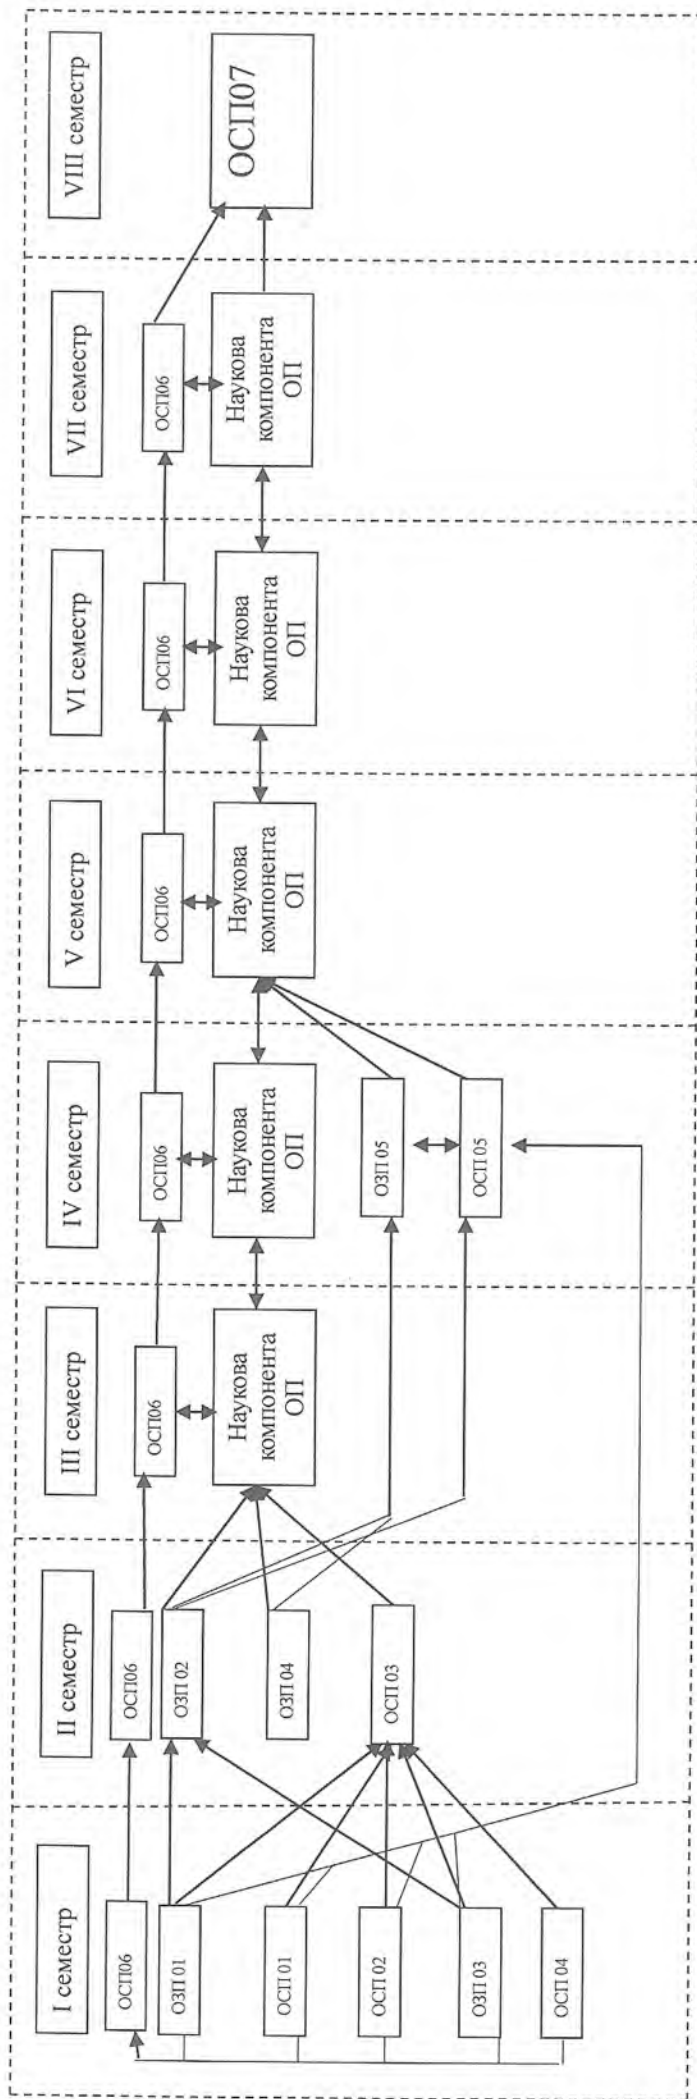 I семестр
ОСП06
ОЗП 01
ОСП 01
ОСП 02
ОЗП 03
ОСП 04
II семестр
ОСП06
ОЗП 02
ОЗП 04
ОСП 03
III семестр
ОСП06
Наукова
компонента
ОП
IV семестр
ОСП06
Наукова
компонента
ОП
ОЗП 05
ОСП 05
V семестр
ОСП06
Наукова
компонента
ОП
VI семестр
ОСП06
Наукова
компонента
ОП
VII семестр
ОСП06
Наукова
компонента
ОП
VIII семестр
ОСП07